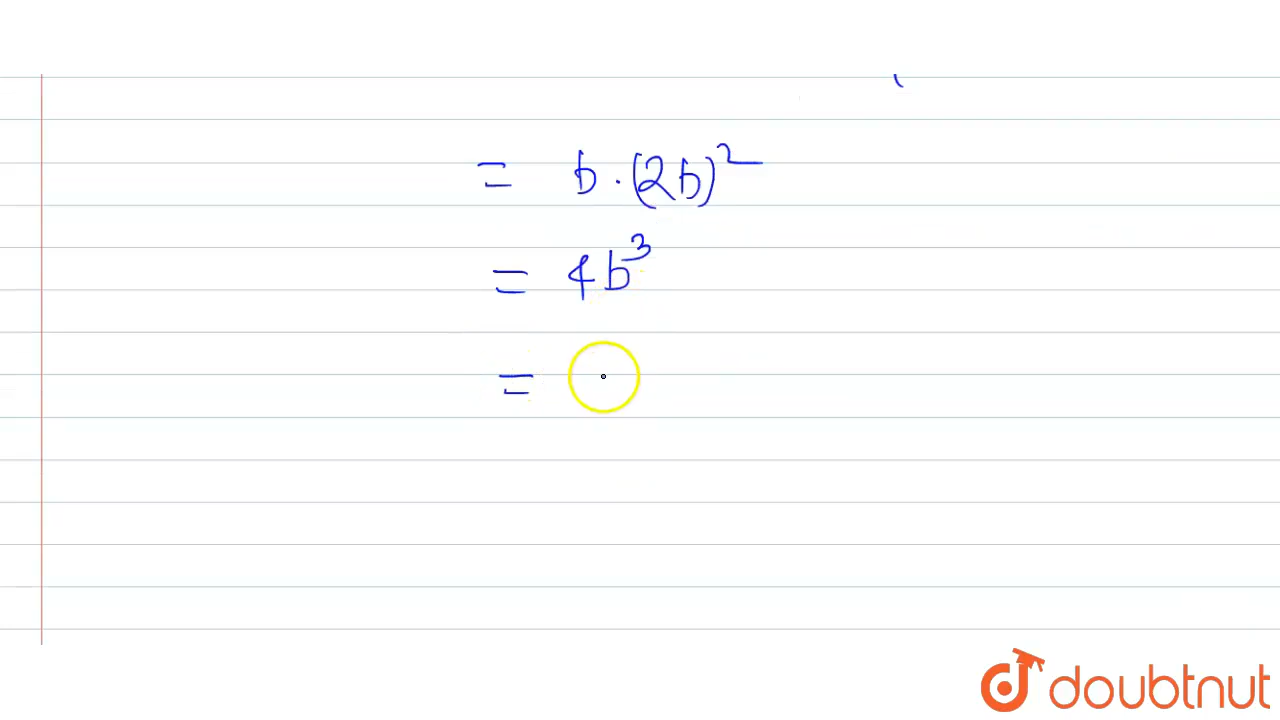 = b.(2b)²
= 4b³
=
doubtnut